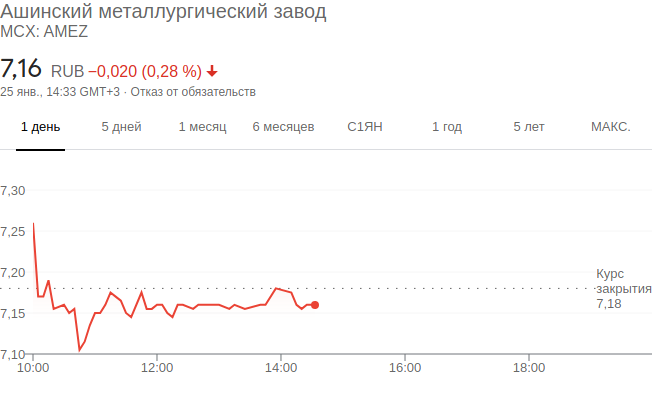 Ашинский металлургический завод
MCX: AMEZ
7,16 RUB −0,020 (0,28 %)
25 янв., 14:33 GMT+3 · Отказ от обязательств
1 день 5 дней 1 месяц 6 месяцев С1ЯН 1 год 5 лет МАКС.
7,30
7,25
7,20
Курс
закрытия
7,18
7,15
7,10
10:00 12:00 14:00 16:00 18:00